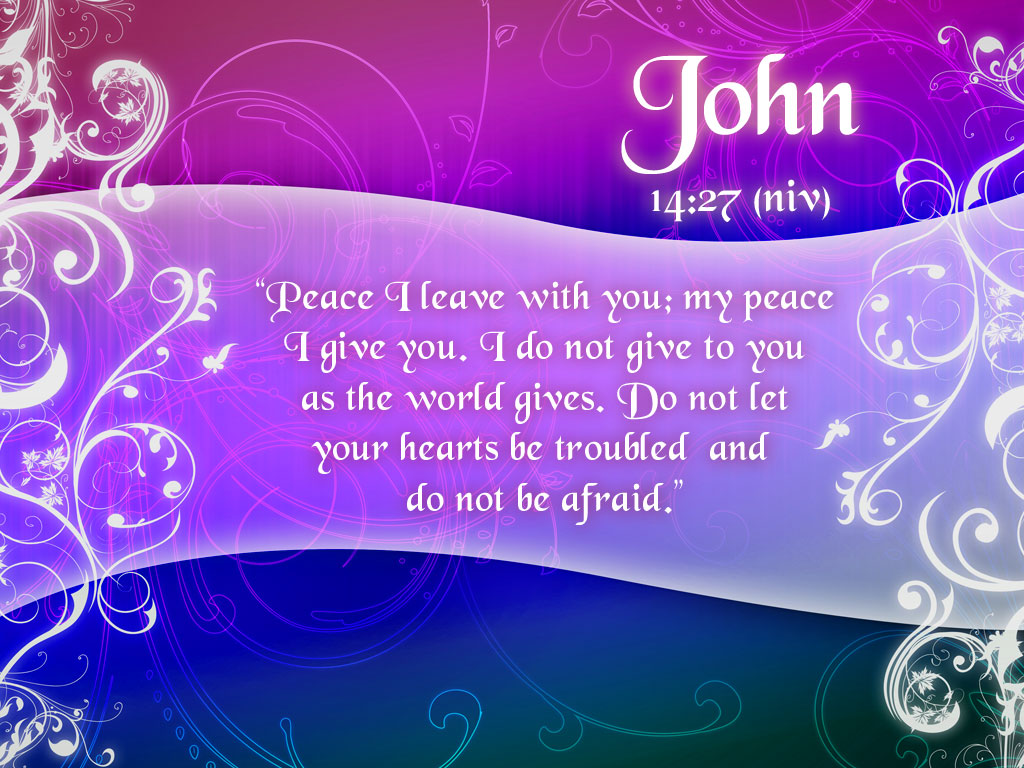 John
14:27 (niv)
“Peace I leave with you; my peace
I give you. I do not give to you
as the world gives. Do not let
your hearts be troubled and
do not be afraid.”